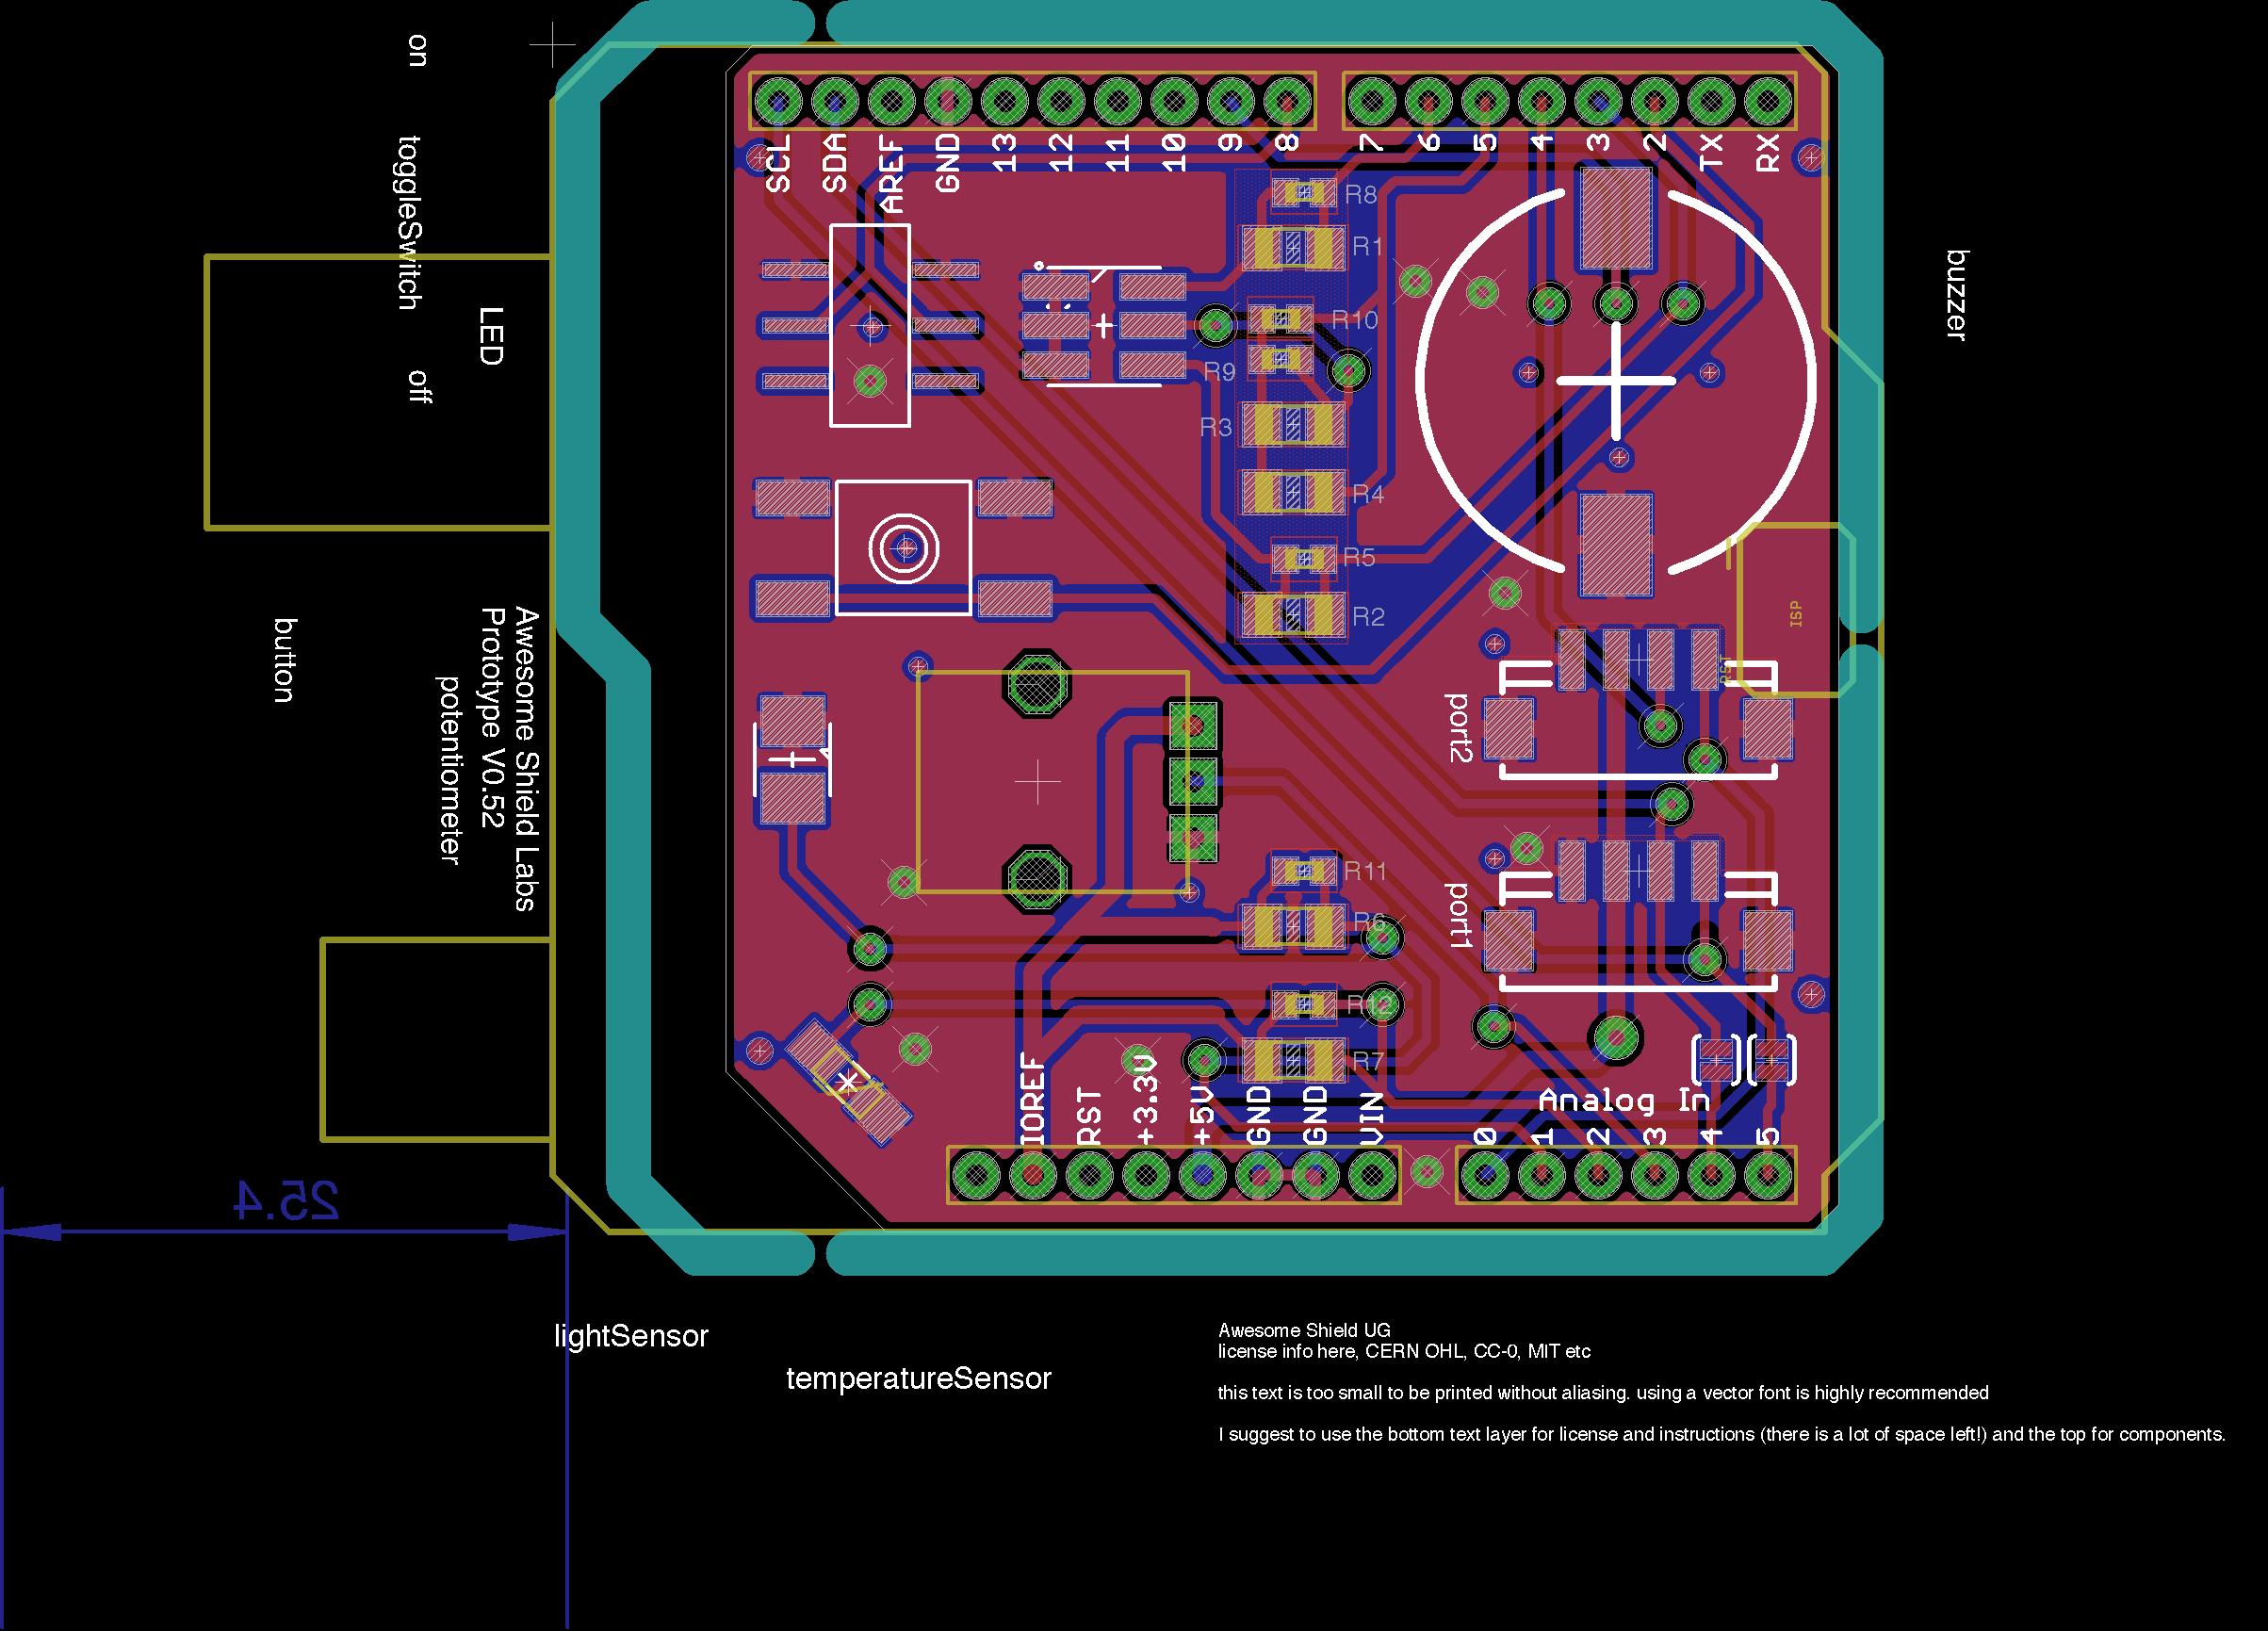 on
toggleSwitch
off
LED
button
Awesome Shield Labs
Prototype V0.52
potentiometer
buzzer
SCL
SDA
AREF
GND
13
12
11
10
9
8
7
6
5
4
3
2
TX
RX
R8
R1
R10
R9
R3
R4
R5
R2
ISP
RST
port2
port1
R11
R6
R12
R7
IOREF
RST
+3.3V
+5V
GND
GND
VIN
Analog In
0
1
2
3
4
5
25.4
lightSensor
temperatureSensor
Awesome Shield UG
license info here, CERN OHL, CC-0, MIT etc
this text is too small to be printed without aliasing. using a vector font is highly recommended
I suggest to use the bottom text layer for license and instructions (there is a lot of space left!) and the top for components.